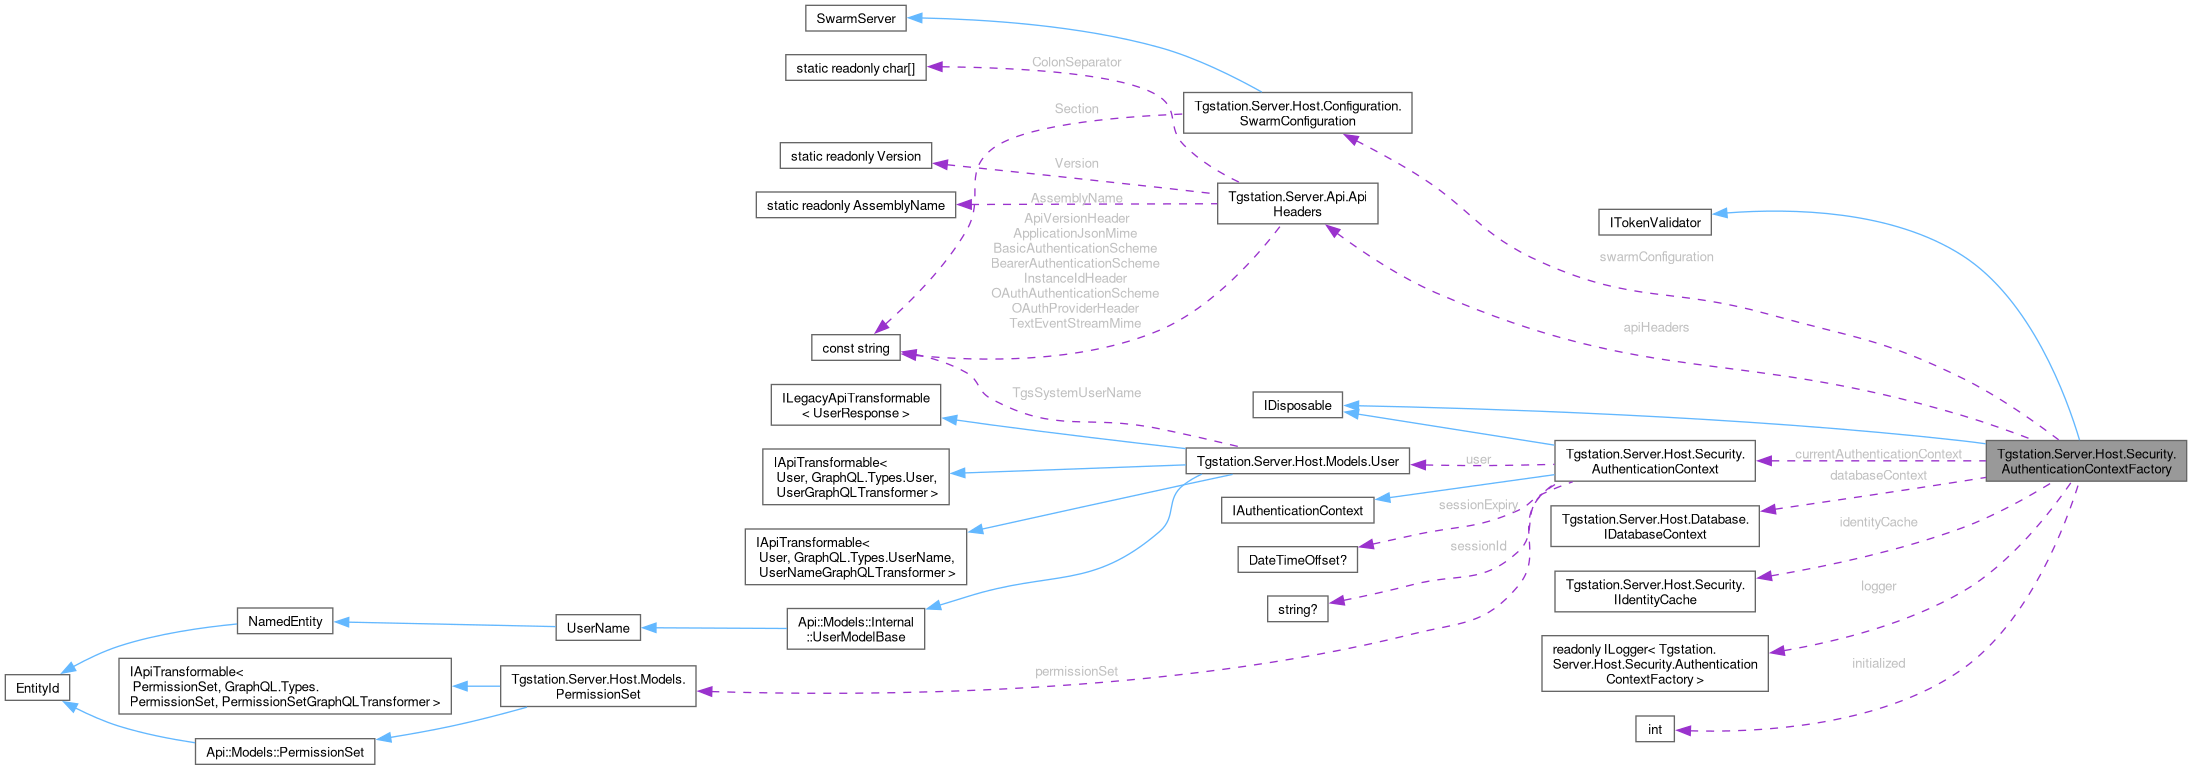 SwarmServer
static readonly char[]
ColonSeparator
Section
Tgstation.Server.Host.Configuration.
SwarmConfiguration
static readonly Version
Version
static readonly AssemblyName
AssemblyName
Tgstation.Server.Api.Api
Headers
ApiVersionHeader
ApplicationJsonMime
BasicAuthenticationScheme
BearerAuthenticationScheme
InstanceIdHeader
OAuthAuthenticationScheme
OAuthProviderHeader
TextEventStreamMime
ITokenValidator
swarmConfiguration
apiHeaders
const string
TgsSystemUserName
ILegacyApiTransformable
< UserResponse >
IDisposable
IApiTransformable<
User, GraphQL.Types.User,
UserGraphQLTransformer >
Tgstation.Server.Host.Models.User
user
Tgstation.Server.Host.Security.
AuthenticationContext
currentAuthenticationContext
Tgstation.Server.Host.Security.
AuthenticationContextFactory
databaseContext
IAuthenticationContext
sessionExpiry
Tgstation.Server.Host.Database.
IDatabaseContext
identityCache
IApiTransformable<
User, GraphQL.Types.UserName,
UserNameGraphQLTransformer >
DateTimeOffset?
sessionId
Tgstation.Server.Host.Security.
IIdentityCache
logger
string?
NamedEntity
UserName
Api::Models::Internal
::UserModelBase
readonly ILogger< Tgstation.
Server.Host.Security.Authentication
ContextFactory >
initialized
EntityId
IApiTransformable<
PermissionSet, GraphQL.Types.
PermissionSet, PermissionSetGraphQLTransformer >
Tgstation.Server.Host.Models.
PermissionSet
permissionSet
int
Api::Models::PermissionSet